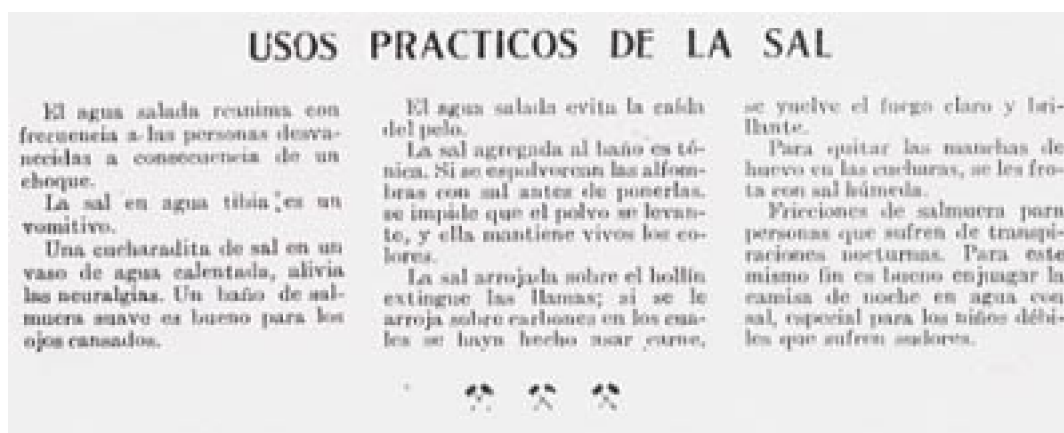 USOS PRACTICOS DE LA SAL
El agua salada reanima con
frecuencia a las personas desva-
necidas a consecuencia de un
choque.
La sal en agua tibia es un
vomitivo.
Una cucharadita de sal en un
vaso de agua calentada, alivia
las neuralgias. Un baño de sal-
muera suave es bueno para los
ojos cansados.
El agua salada evita la caída
del pelo.
La sal agregada al baño es tó-
nica. Si se espolvorean las alfom-
bras con sal antes de ponerlas,
se impide que el polvo se levan-
te, y ella mantiene vivos los co-
lores.
La sal arrojada sobre el hollín
extingue las llamas; si se le
arroja sobre carbones en los cua-
les se haya hecho asar carne,
se vuelve el fuego claro y bri-
llante.
Para quitar las manchas de
huevo en las cucharas, se les fro-
ta con sal húmeda.
Fricciones de salmuera para
personas que sufren de transpi-
raciones nocturnas. Para este
mismo fin es bueno enjuagar la
camisa de noche en agua con
sal, especial para los niños débi-
les que sufren sudores.